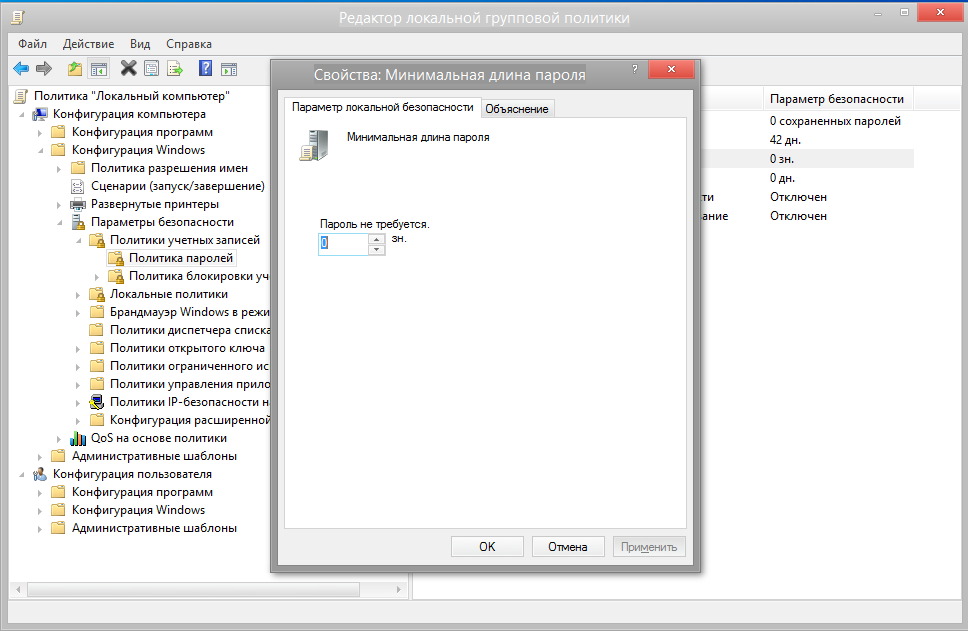 Редактор локальной групповой политики
Файл Действие Вид Справка
Политика "Локальный компьютер"
Конфигурация компьютера
Конфигурация программ
Конфигурация Windows
Политика разрешения имен
Сценарии (запуск/завершение)
Развернутые принтеры
Параметры безопасности
Политики учетных записей
Политика паролей
Политика блокировки уч
Локальные политики
Брандмауэр Windows в режи
Политики диспетчера списка
Политики открытого ключа
Политики ограниченного ис
Политики управления прило
Политики IP-безопасности н
Конфигурация расширенной
QoS на основе политики
Административные шаблоны
Конфигурация пользователя
Конфигурация программ
Конфигурация Windows
Административные шаблоны
Свойства: Минимальная длина пароля
?
Параметр локальной безопасности Объяснение
Минимальная длина пароля
Пароль не требуется.
0 зн.
OK Отмена Применить
Параметр безопасности
0 сохраненных паролей
42 дн.
0 зн.
0 дн.
ти Отключен
ание Отключен